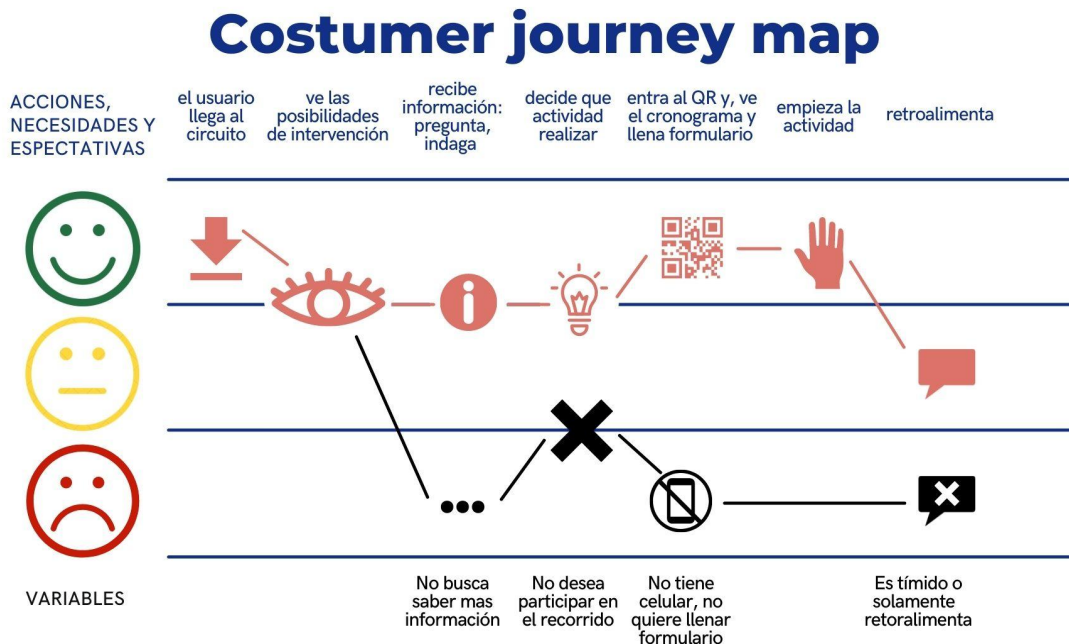 Costumer journey map
ACCIONES,
NECESIDADES Y
ESPECTATIVAS
el usuario
llega al
circuito
ve las
posibilidades
de intervención
recibe
información:
pregunta,
indaga
decide que
actividad
realizar
entra al QR y, ve
el cronograma y
llena formulario
empieza la
actividad
retroalimenta
VARIABLES
No busca
saber mas
información
No desea
participar en
el recorrido
No tiene
celular, no
quiere llenar
formulario
Es tímido o
solamente
retoralimenta